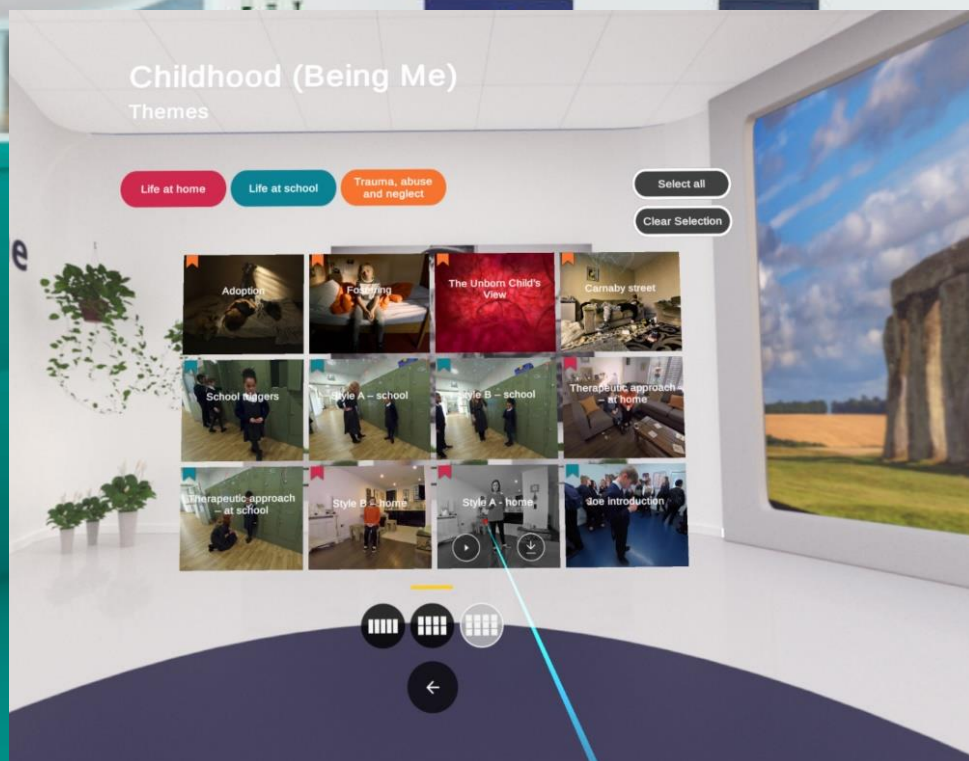 Childhood (Being Me)
Themes
Life at home
Life at school
Trauma, abuse
and neglect
Select all
Clear Selection
e
Adoption
Fostering
The Unborn Child's
View
Carnaby street
School triggers
Style A – school
Style B – school
Therapeutic approach
– at home
Therapeutic approach
– at school
Style B – home
Style A - home
Joe introduction